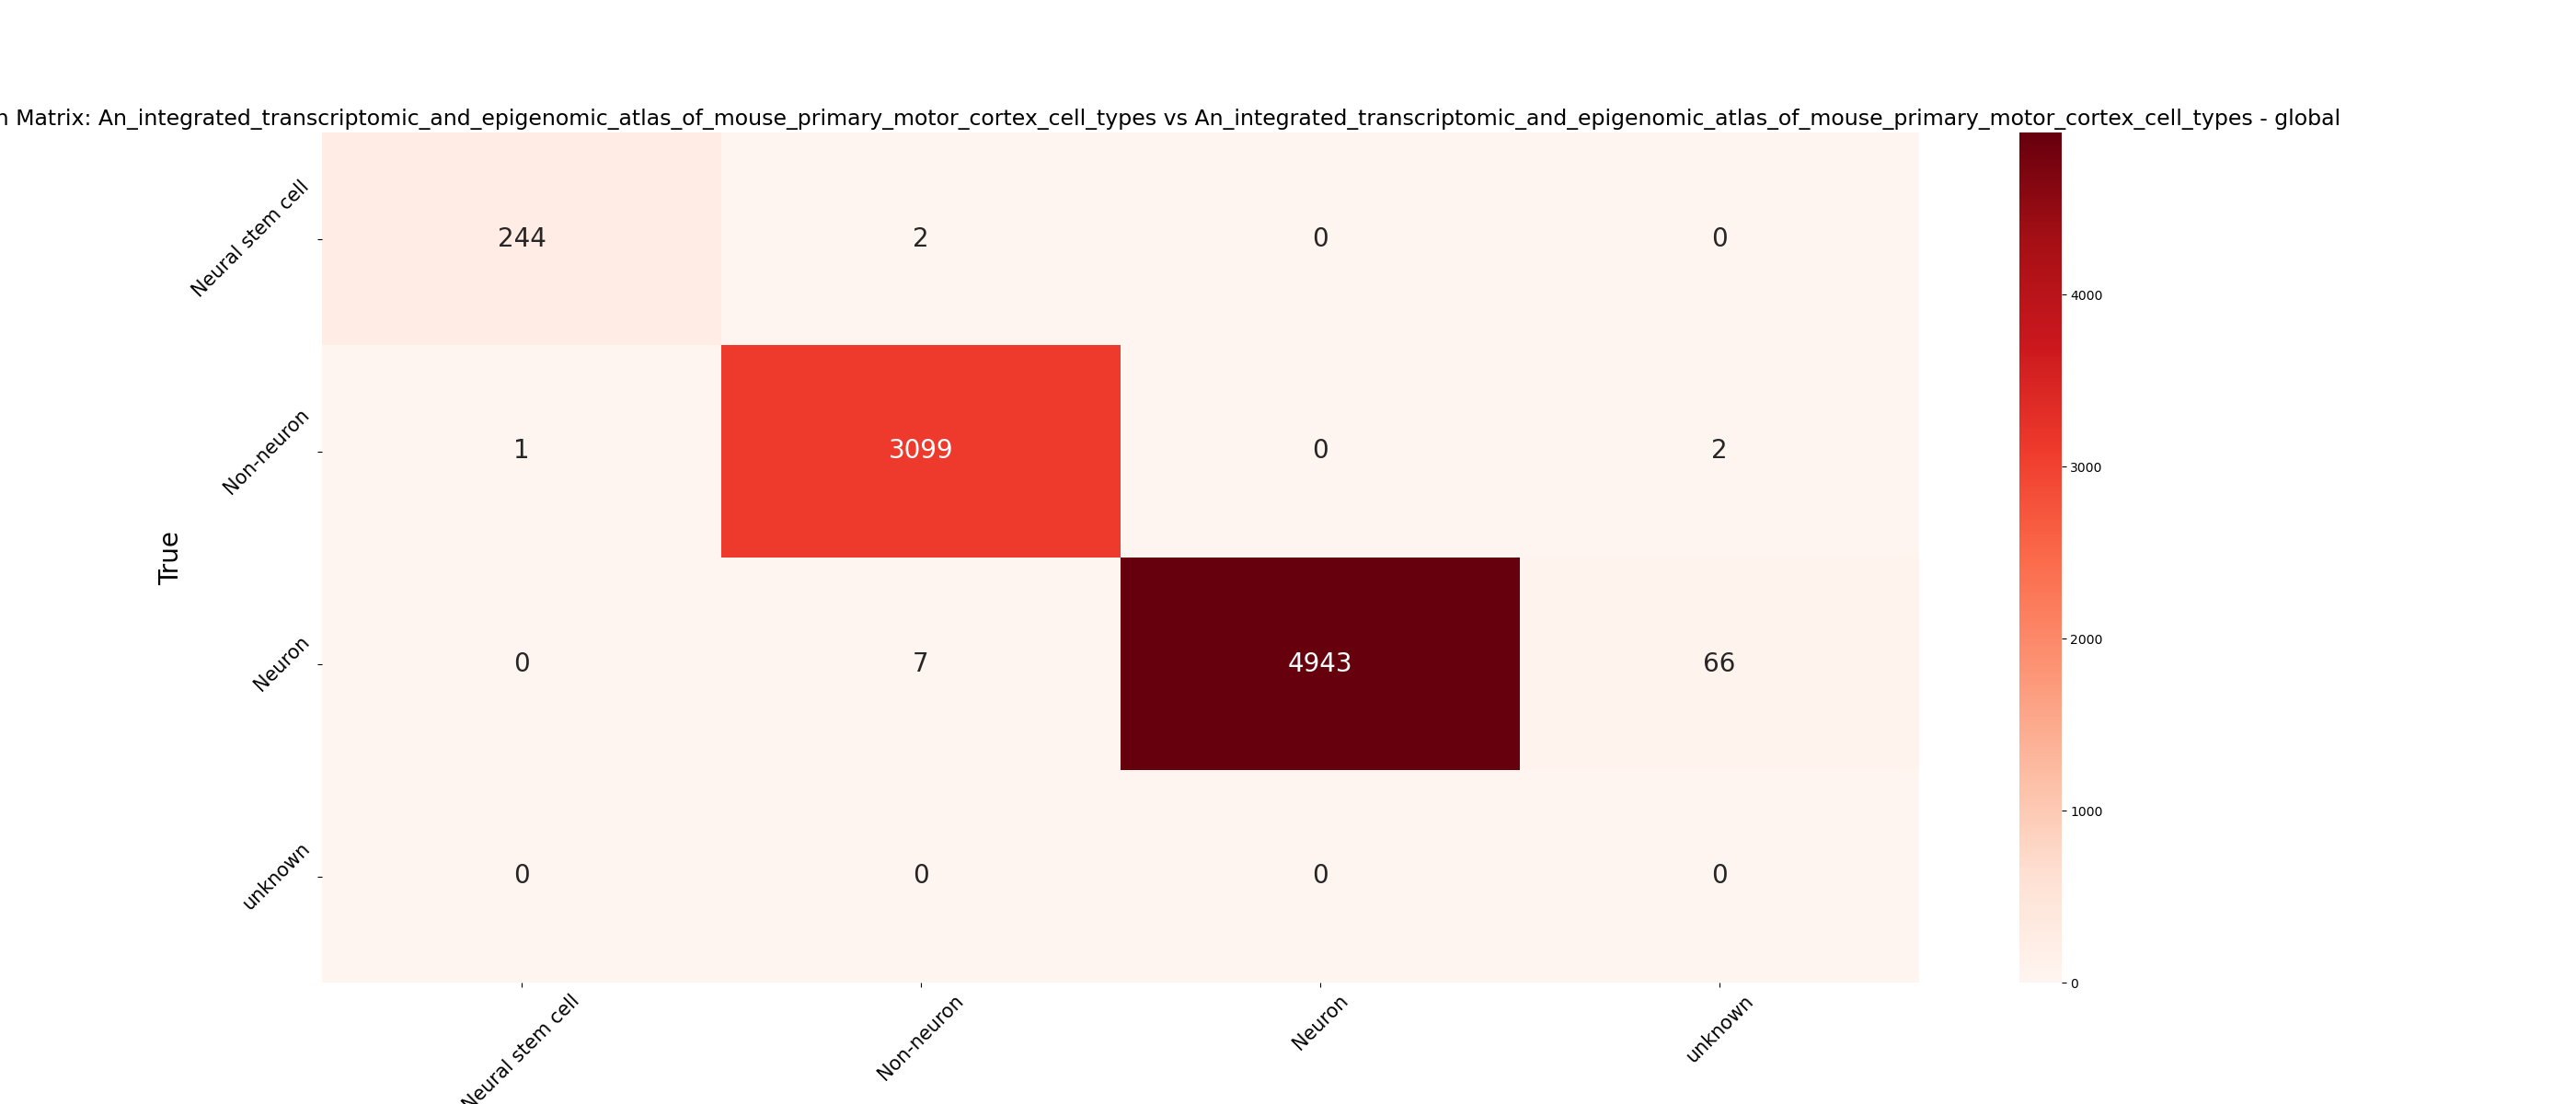 n Matrix: An_integrated_transcriptomic_and_epigenomic_atlas_of_mouse_primary_motor_cortex_cell_types vs An_integrated_transcriptomic_and_epigenomic_atlas_of_mouse_primary_motor_cortex_cell_types - global
True
Neural stem cell
244 2 0 0
Non-neuron
1 3099 0 2
Neuron
0 7 4943 66
unknown
0 0 0 0
Neural stem cell
Non-neuron
Neuron
unknown
4000
3000
2000
1000
0